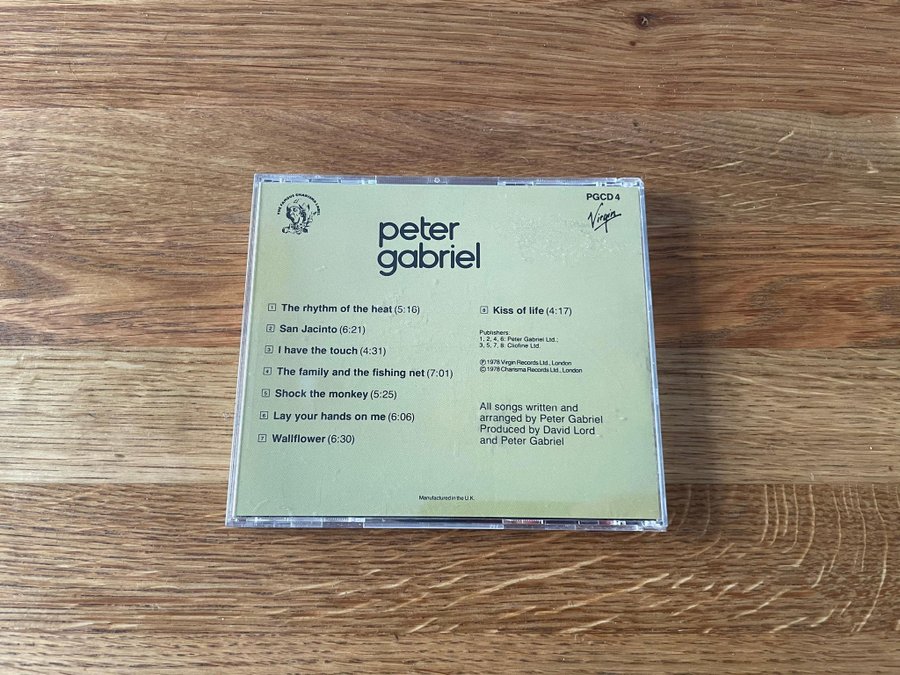 THE FAMOUS CHARISMA LABEL
PGCD 4
Virgin
peter
gabriel
1 The rhythm of the heat (5:16)
2 San Jacinto (6:21)
3 I have the touch (4:31)
4 The family and the fishing net (7:01)
5 Shock the monkey (5:25)
6 Lay your hands on me (6:06)
7 Wallflower (6:30)
8 Kiss of life (4:17)
Publishers:
1, 2, 4, 6: Peter Gabriel Ltd.;
3, 5, 7, 8: Cliofine Ltd.
℗ 1978 Virgin Records Ltd., London
© 1978 Charisma Records Ltd., London
All songs written and
arranged by Peter Gabriel
Produced by David Lord
and Peter Gabriel
Manufactured in the U.K.